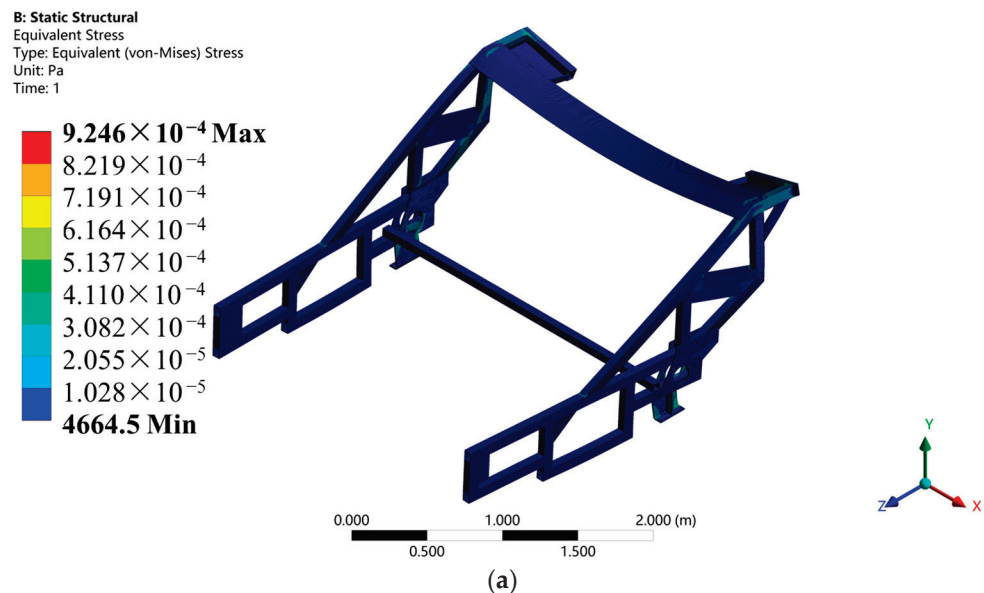 B: Static Structural
Equivalent Stress
Type: Equivalent (von-Mises) Stress
Unit: Pa
Time: 1
9.246×10⁻⁴ Max
8.219×10⁻⁴
7.191×10⁻⁴
6.164×10⁻⁴
5.137×10⁻⁴
4.110×10⁻⁴
3.082×10⁻⁴
2.055×10⁻⁵
1.028×10⁻⁵
4664.5 Min
Y
Z
X
0.000 1.000 2.000 (m)
0.500 1.500
(a)